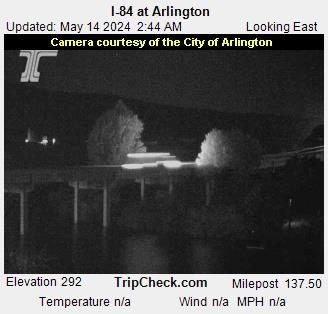 I-84 at Arlington
Updated: May 14 2024 2:44 AM Looking East
Camera courtesy of the City of Arlington
Elevation 292 TripCheck.com Milepost 137.50
Temperature n/a Wind n/a MPH n/a